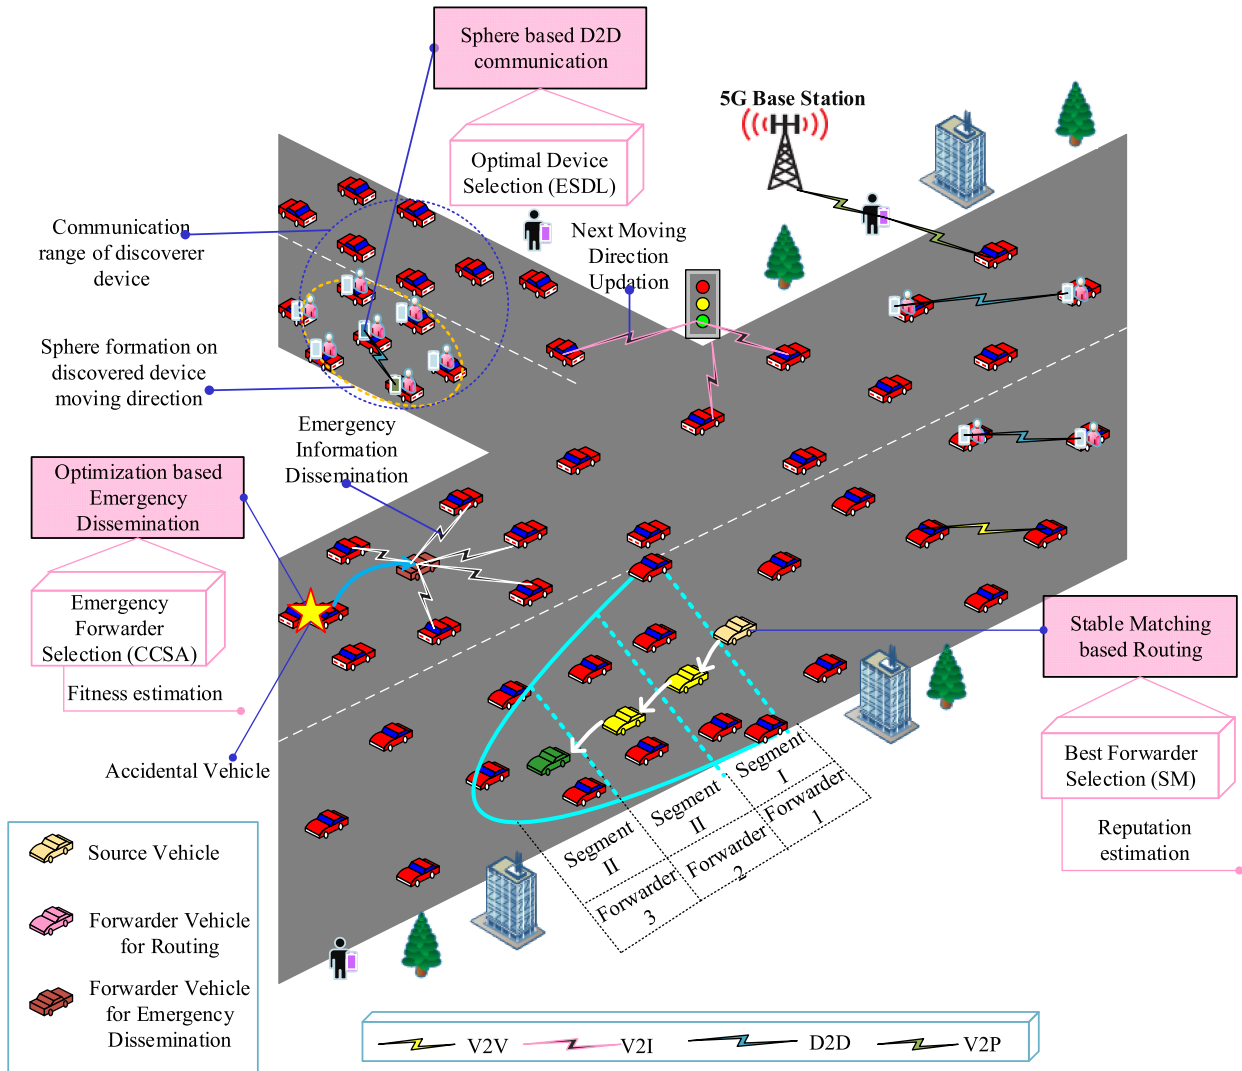 Sphere based D2D
communication
5G Base Station
Optimal Device
Selection (ESDL)
Communication
range of discoverer
device
Next Moving
Direction
Updation
Sphere formation on
discovered device
moving direction
Emergency
Information
Dissemination
Optimization based
Emergency
Dissemination
Emergency
Forwarder
Selection (CCSA)
Fitness estimation
Accidental Vehicle
Stable Matching
based Routing
Best Forwarder
Selection (SM)
Reputation
estimation
Segment
I
Segment
II
Segment
II
Forwarder
1
Forwarder
2
Forwarder
3
Source Vehicle
Forwarder Vehicle
for Routing
Forwarder Vehicle
for Emergency
Dissemination
V2V
V2I
D2D
V2P